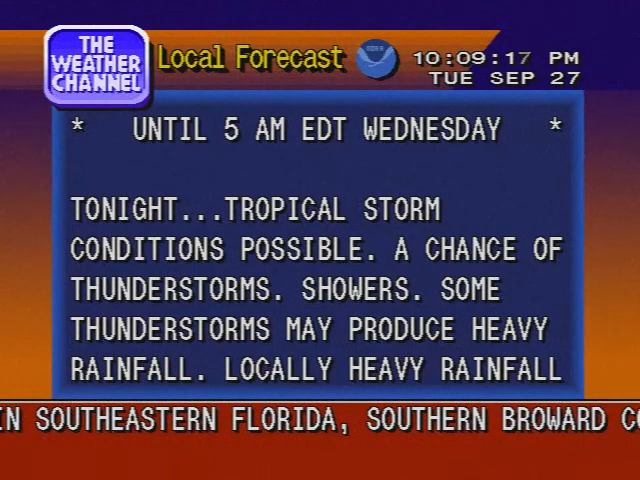 THE
WEATHER
CHANNEL
Local Forecast
NOAA
10:09:17 PM
TUE SEP 27
* UNTIL 5 AM EDT WEDNESDAY *
TONIGHT...TROPICAL STORM
CONDITIONS POSSIBLE. A CHANCE OF
THUNDERSTORMS. SHOWERS. SOME
THUNDERSTORMS MAY PRODUCE HEAVY
RAINFALL. LOCALLY HEAVY RAINFALL
IN SOUTHEASTERN FLORIDA, SOUTHERN BROWARD CO